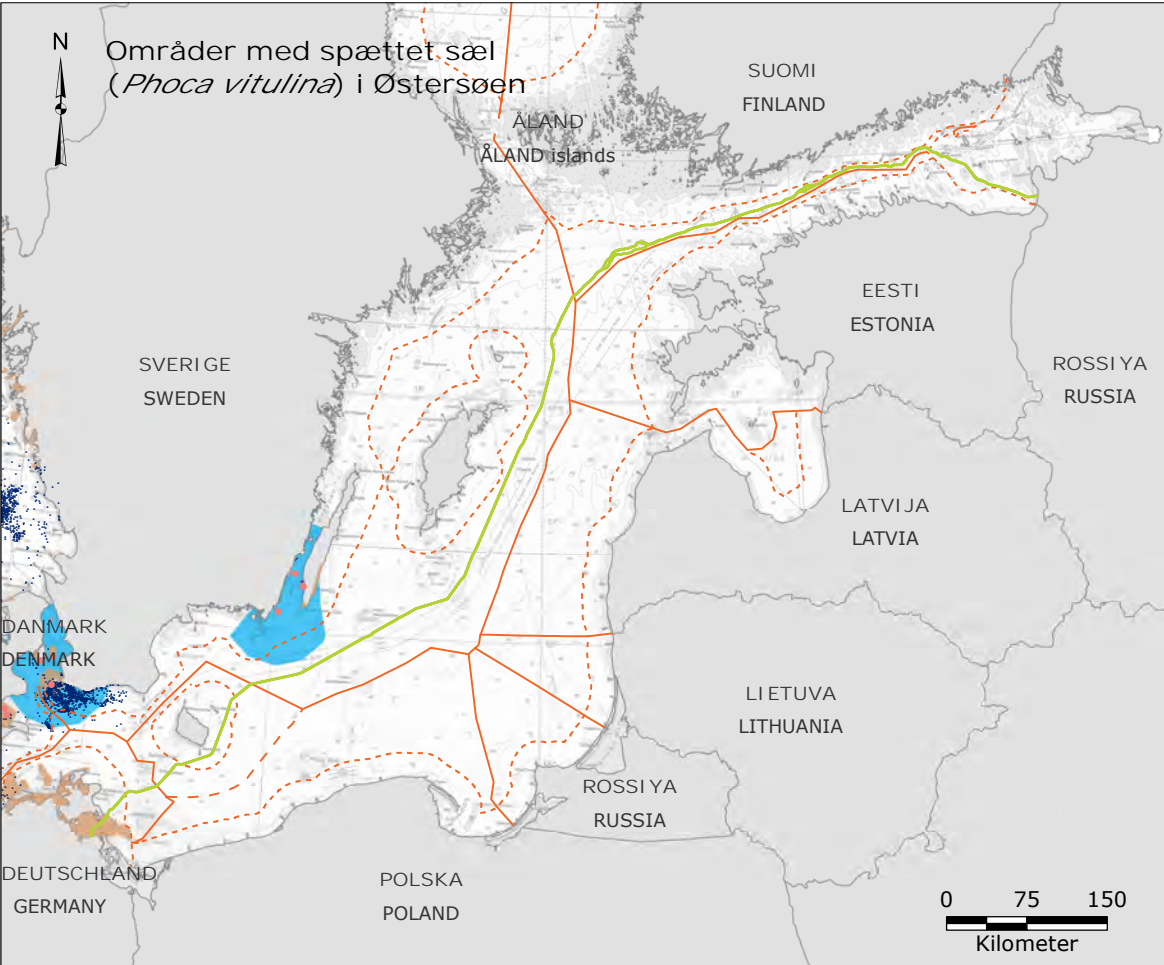 N
Områder med spættet sæl
(Phoca vitulina) i Østersøen
SUOMI
FINLAND
ÅLAND
ÅLAND islands
EESTI
ESTONIA
SVERIGE
SWEDEN
ROSSIYA
RUSSIA
LATVIJA
LATVIA
DANMARK
DENMARK
LIETUVA
LITHUANIA
ROSSIYA
RUSSIA
DEUTSCHLAND
GERMANY
POLSKA
POLAND
0 75 150
Kilometer